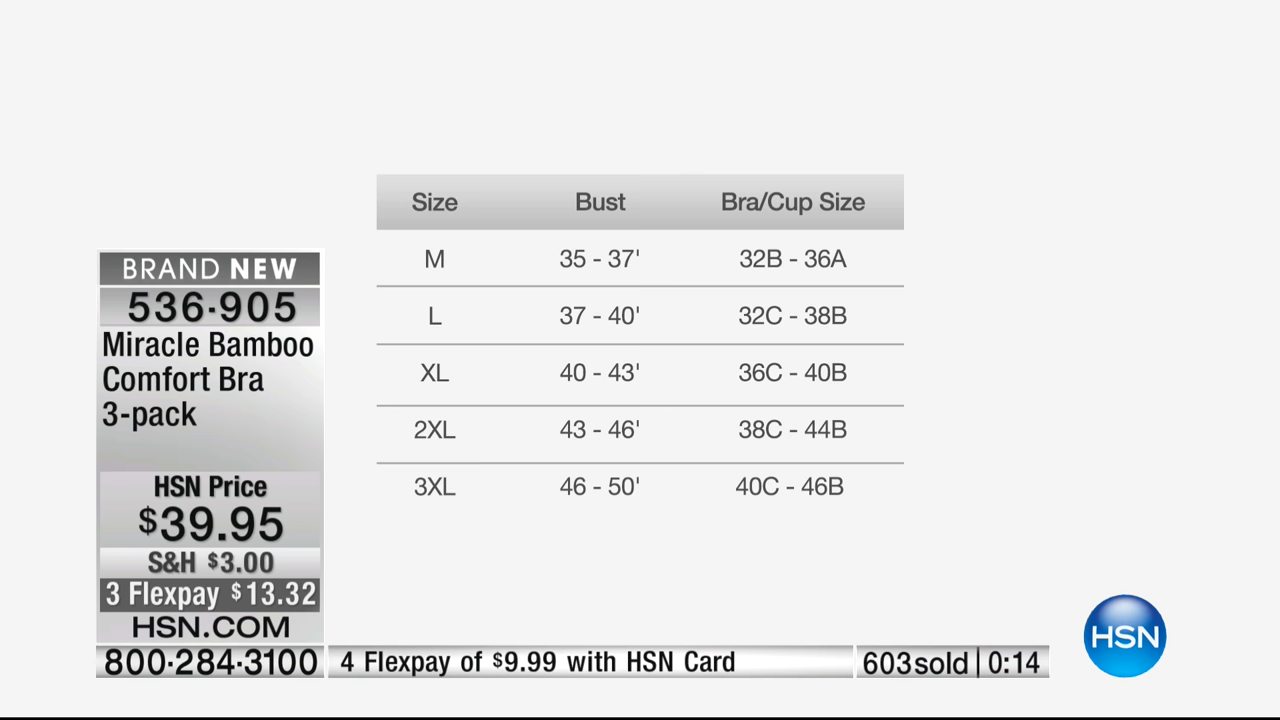 Size Bust Bra/Cup Size
M 35 - 37' 32B - 36A
L 37 - 40' 32C - 38B
XL 40 - 43' 36C - 40B
2XL 43 - 46' 38C - 44B
3XL 46 - 50' 40C - 46B
BRAND NEW
536·905
Miracle Bamboo
Comfort Bra
3-pack
HSN Price
$39.95
S&H $3.00
3 Flexpay $13.32
HSN.COM
800·284·3100
4 Flexpay of $9.99 with HSN Card
603sold | 0:14
HSN